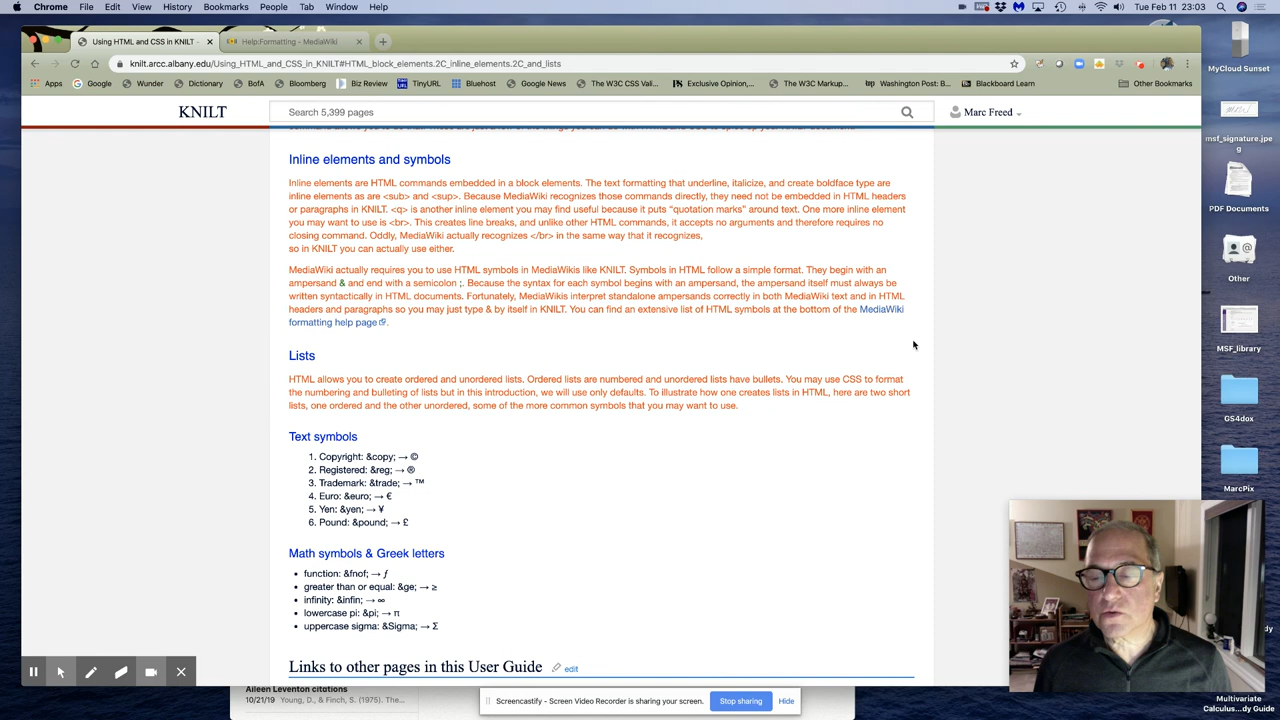 Chrome File Edit View History Bookmarks People Tab Window Help Tue Feb 11 23:03
Using HTML and CSS in KNILT - Help:Formatting - MediaWiki
knilt.arcc.albany.edu/Using_HTML_and_CSS_in_KNILT#HTML_block_elements.2C_inline_elements.2C_and_lists
Apps Google Wunder Dictionary BofA Bloomberg Biz Review TinyURL Bluehost Google News The W3C CSS Val... Exclusive Opinion,... The W3C Markup... Washington Post: B... Blackboard Learn Other Bookmarks
KNILT Search 5,399 pages Marc Freed
Inline elements and symbols
Inline elements are HTML commands embedded in a block elements. The text formatting that underline, italicize, and create boldface type are
inline elements as are <sub> and <sup>. Because MediaWiki recognizes those commands directly, they need not be embedded in HTML headers
or paragraphs in KNILT. <q> is another inline element you may find useful because it puts “quotation marks” around text. One more inline element
you may want to use is <br>. This creates line breaks, and unlike other HTML commands, it accepts no arguments and therefore requires no
closing command. Oddly, MediaWiki actually recognizes </br> in the same way that it recognizes,
so in KNILT you can actually use either.
MediaWiki actually requires you to use HTML symbols in MediaWikis like KNILT. Symbols in HTML follow a simple format. They begin with an
ampersand & and end with a semicolon ;. Because the syntax for each symbol begins with an ampersand, the ampersand itself must always be
written syntactically in HTML documents. Fortunately, MediaWikis interpret standalone ampersands correctly in both MediaWiki text and in HTML
headers and paragraphs so you may just type & by itself in KNILT. You can find an extensive list of HTML symbols at the bottom of the MediaWiki
formatting help page.
Lists
HTML allows you to create ordered and unordered lists. Ordered lists are numbered and unordered lists have bullets. You may use CSS to format
the numbering and bulleting of lists but in this introduction, we will use only defaults. To illustrate how one creates lists in HTML, here are two short
lists, one ordered and the other unordered, some of the more common symbols that you may want to use.
Text symbols
1. Copyright: &copy; → ©
2. Registered: &reg; → ®
3. Trademark: &trade; → ™
4. Euro: &euro; → €
5. Yen: &yen; → ¥
6. Pound: &pound; → £
Math symbols & Greek letters
• function: &fnof; → ƒ
• greater than or equal: &ge; → ≥
• infinity: &infin; → ∞
• lowercase pi: &pi; → π
• uppercase sigma: &Sigma; → Σ
Links to other pages in this User Guide edit
Aileen Leventon citations
10/21/19 Young, D., & Finch, S. (1975). The...
Screencastify - Screen Video Recorder is sharing your screen. Stop sharing Hide
MyCloud Sunset
msf_signature.jpe
g
PDF Documents
Other
MSF_library
GS4dox
MarcPix
Multivariate
Calculus...dy Guide